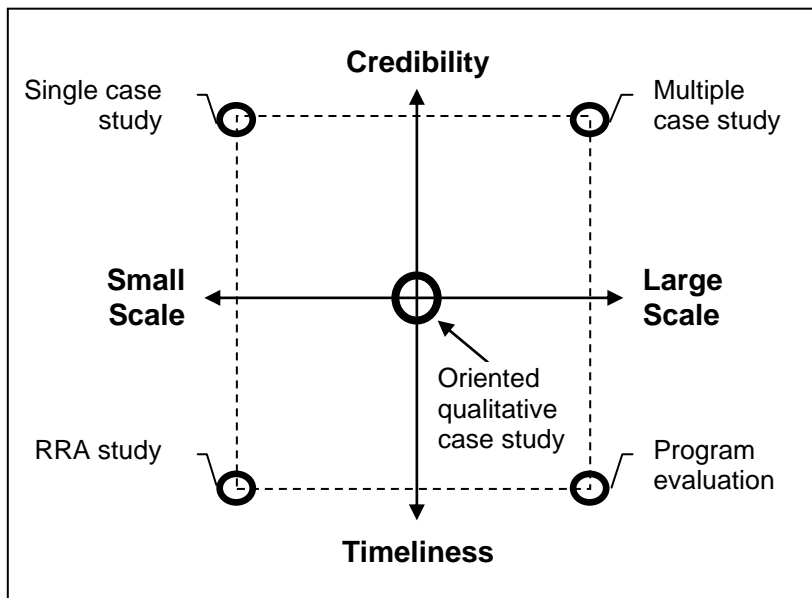 Credibility
Single case
study
Multiple
case study
Small
Scale
Large
Scale
Oriented
qualitative
case study
RRA study
Program
evaluation
Timeliness